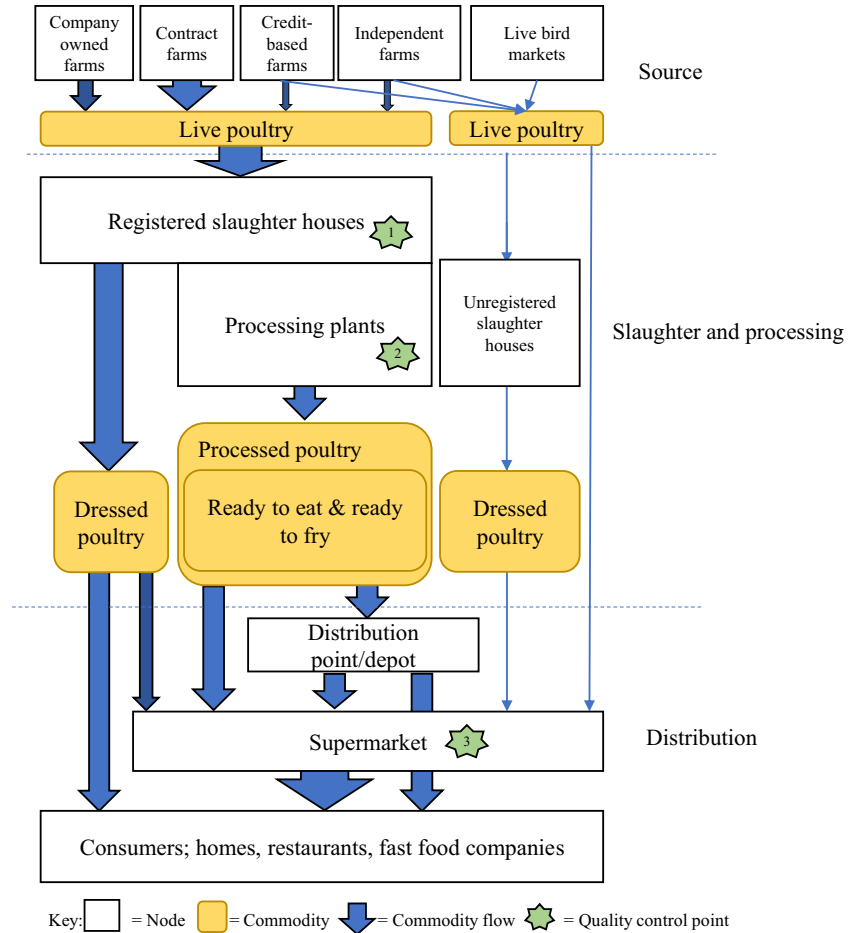 Company
owned
farms
Contract
farms
Credit-
based
farms
Independent
farms
Live bird
markets
Source
Live poultry
Live poultry
Registered slaughter houses
1
Processing plants
2
Unregistered
slaughter
houses
Slaughter and processing
Processed poultry
Ready to eat & ready
to fry
Dressed
poultry
Dressed
poultry
Distribution
point/depot
Supermarket
3
Distribution
Consumers; homes, restaurants, fast food companies
Key: = Node = Commodity = Commodity flow = Quality control point